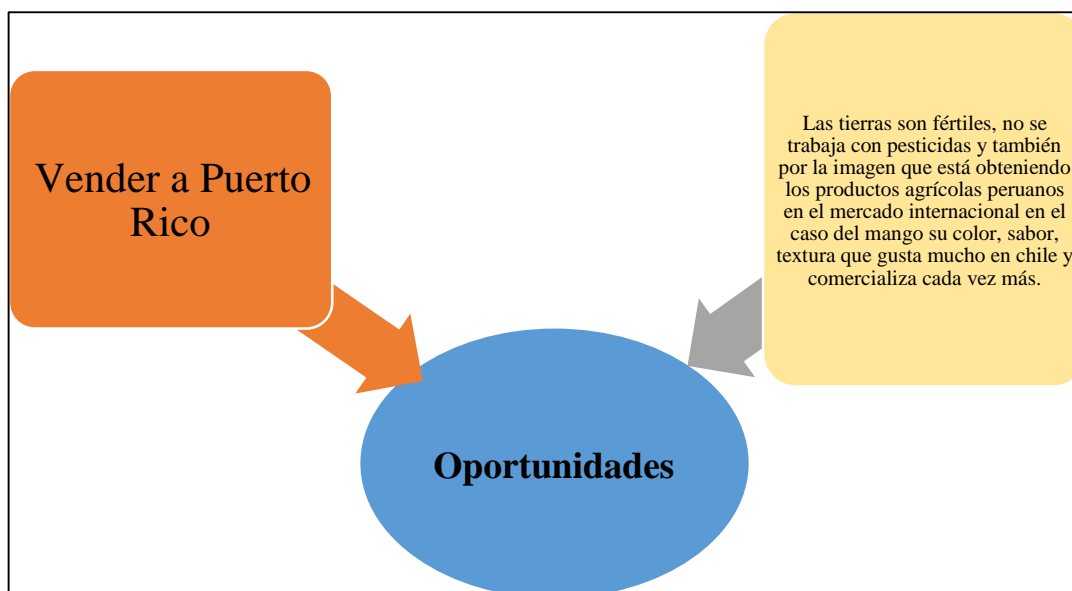 Vender a Puerto
Rico
Las tierras son fértiles, no se
trabaja con pesticidas y también
por la imagen que está obteniendo
los productos agrícolas peruanos
en el mercado internacional en el
caso del mango su color, sabor,
textura que gusta mucho en chile y
comercializa cada vez más.
Oportunidades